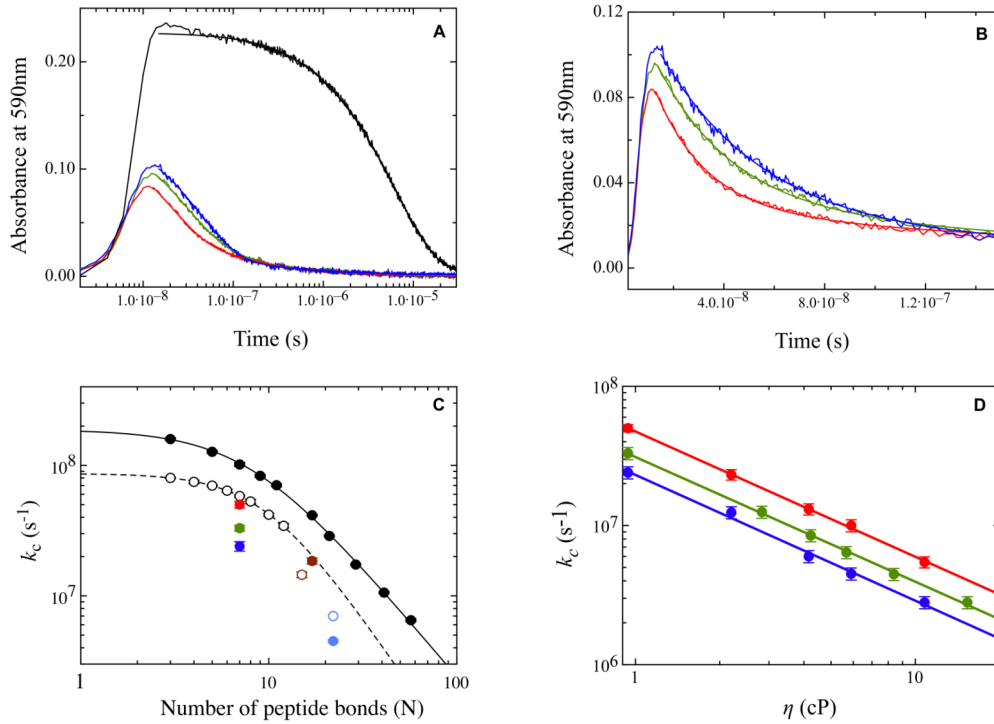 A
0.20
0.10
0.00
Absorbance at 590nm
1.0·10⁻⁸
1.0·10⁻⁷
1.0·10⁻⁶
1.0·10⁻⁵
Time (s)
B
0.12
0.08
0.04
0.00
Absorbance at 590nm
4.0·10⁻⁸
8.0·10⁻⁸
1.2·10⁻⁷
Time (s)
C
10⁸
10⁷
k_c (s⁻¹)
1
10
100
Number of peptide bonds (N)
D
10⁸
10⁷
10⁶
k_c (s⁻¹)
1
10
η (cP)